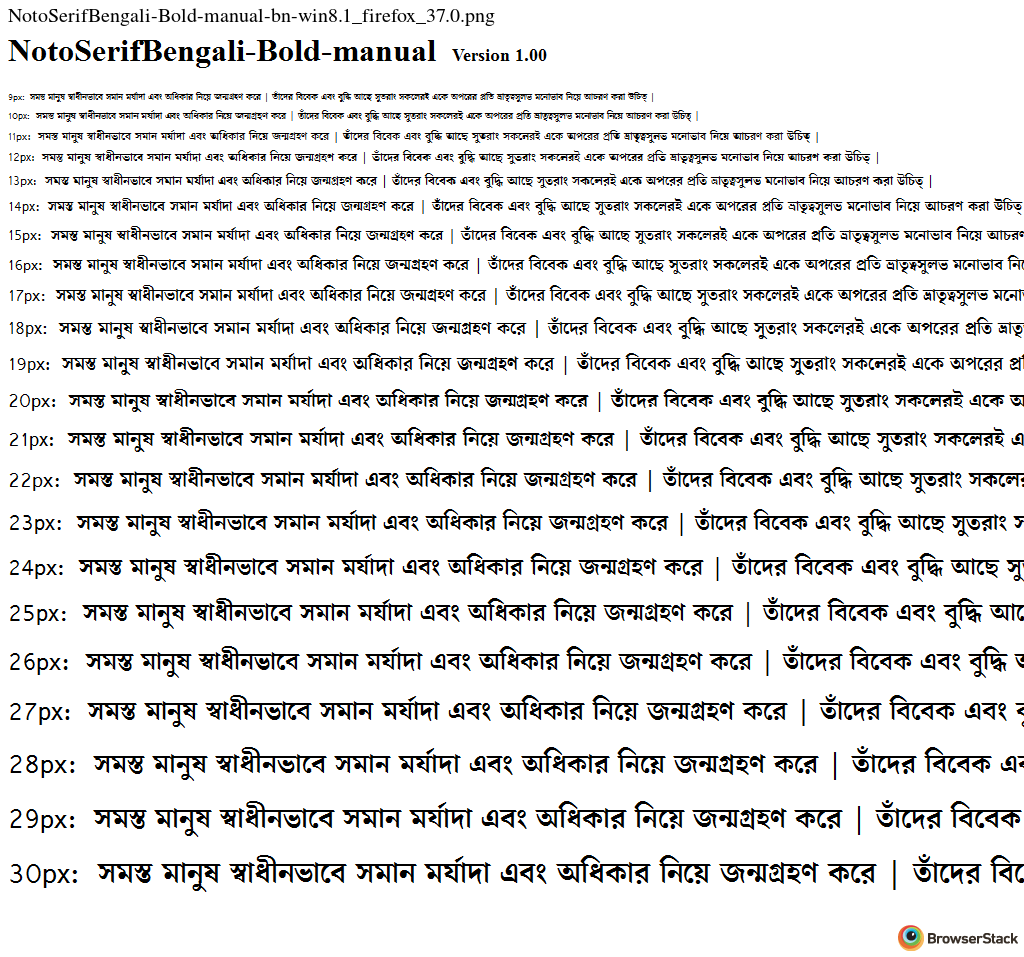 NotoSerifBengali-Bold-manual-bn-win8.1_firefox_37.0.png
NotoSerifBengali-Bold-manual Version 1.00
9px: সমস্ত মানুষ স্বাধীনভাবে সমান মর্যাদা এবং অধিকার নিয়ে জন্মগ্রহণ করে | তাঁদের বিবেক এবং বুদ্ধি আছে সুতরাং সকলেরই একে অপরের প্রতি ভ্রাতৃত্বসুলভ মনোভাব নিয়ে আচরণ করা উচিত্ |
10px: সমস্ত মানুষ স্বাধীনভাবে সমান মর্যাদা এবং অধিকার নিয়ে জন্মগ্রহণ করে | তাঁদের বিবেক এবং বুদ্ধি আছে সুতরাং সকলেরই একে অপরের প্রতি ভ্রাতৃত্বসুলভ মনোভাব নিয়ে আচরণ করা উচিত্ |
11px: সমস্ত মানুষ স্বাধীনভাবে সমান মর্যাদা এবং অধিকার নিয়ে জন্মগ্রহণ করে | তাঁদের বিবেক এবং বুদ্ধি আছে সুতরাং সকলেরই একে অপরের প্রতি ভ্রাতৃত্বসুলভ মনোভাব নিয়ে আচরণ করা উচিত্ |
12px: সমস্ত মানুষ স্বাধীনভাবে সমান মর্যাদা এবং অধিকার নিয়ে জন্মগ্রহণ করে | তাঁদের বিবেক এবং বুদ্ধি আছে সুতরাং সকলেরই একে অপরের প্রতি ভ্রাতৃত্বসুলভ মনোভাব নিয়ে আচরণ করা উচিত্ |
13px: সমস্ত মানুষ স্বাধীনভাবে সমান মর্যাদা এবং অধিকার নিয়ে জন্মগ্রহণ করে | তাঁদের বিবেক এবং বুদ্ধি আছে সুতরাং সকলেরই একে অপরের প্রতি ভ্রাতৃত্বসুলভ মনোভাব নিয়ে আচরণ করা উচিত্ |
14px: সমস্ত মানুষ স্বাধীনভাবে সমান মর্যাদা এবং অধিকার নিয়ে জন্মগ্রহণ করে | তাঁদের বিবেক এবং বুদ্ধি আছে সুতরাং সকলেরই একে অপরের প্রতি ভ্রাতৃত্বসুলভ মনোভাব নিয়ে আচরণ করা উচিত্
15px: সমস্ত মানুষ স্বাধীনভাবে সমান মর্যাদা এবং অধিকার নিয়ে জন্মগ্রহণ করে | তাঁদের বিবেক এবং বুদ্ধি আছে সুতরাং সকলেরই একে অপরের প্রতি ভ্রাতৃত্বসুলভ মনোভাব নিয়ে
16px: সমস্ত মানুষ স্বাধীনভাবে সমান মর্যাদা এবং অধিকার নিয়ে জন্মগ্রহণ করে | তাঁদের বিবেক এবং বুদ্ধি আছে সুতরাং সকলেরই একে অপরের প্রতি ভ্রাতৃত্বসুলভ মনোভাব
17px: সমস্ত মানুষ স্বাধীনভাবে সমান মর্যাদা এবং অধিকার নিয়ে জন্মগ্রহণ করে | তাঁদের বিবেক এবং বুদ্ধি আছে সুতরাং সকলেরই একে অপরের প্রতি ভ্রাতৃত্বসুলভ
18px: সমস্ত মানুষ স্বাধীনভাবে সমান মর্যাদা এবং অধিকার নিয়ে জন্মগ্রহণ করে | তাঁদের বিবেক এবং বুদ্ধি আছে সুতরাং সকলেরই একে অপরের প্রতি
19px: সমস্ত মানুষ স্বাধীনভাবে সমান মর্যাদা এবং অধিকার নিয়ে জন্মগ্রহণ করে | তাঁদের বিবেক এবং বুদ্ধি আছে সুতরাং সকলেরই একে অপরের
20px: সমস্ত মানুষ স্বাধীনভাবে সমান মর্যাদা এবং অধিকার নিয়ে জন্মগ্রহণ করে | তাঁদের বিবেক এবং বুদ্ধি আছে সুতরাং সকলেরই একে
21px: সমস্ত মানুষ স্বাধীনভাবে সমান মর্যাদা এবং অধিকার নিয়ে জন্মগ্রহণ করে | তাঁদের বিবেক এবং বুদ্ধি আছে সুতরাং সকলেরই
22px: সমস্ত মানুষ স্বাধীনভাবে সমান মর্যাদা এবং অধিকার নিয়ে জন্মগ্রহণ করে | তাঁদের বিবেক এবং বুদ্ধি আছে সুতরাং
23px: সমস্ত মানুষ স্বাধীনভাবে সমান মর্যাদা এবং অধিকার নিয়ে জন্মগ্রহণ করে | তাঁদের বিবেক এবং বুদ্ধি আছে সুতরাং
24px: সমস্ত মানুষ স্বাধীনভাবে সমান মর্যাদা এবং অধিকার নিয়ে জন্মগ্রহণ করে | তাঁদের বিবেক এবং বুদ্ধি আছে
25px: সমস্ত মানুষ স্বাধীনভাবে সমান মর্যাদা এবং অধিকার নিয়ে জন্মগ্রহণ করে | তাঁদের বিবেক এবং বুদ্ধি
26px: সমস্ত মানুষ স্বাধীনভাবে সমান মর্যাদা এবং অধিকার নিয়ে জন্মগ্রহণ করে | তাঁদের বিবেক এবং বুদ্ধি
27px: সমস্ত মানুষ স্বাধীনভাবে সমান মর্যাদা এবং অধিকার নিয়ে জন্মগ্রহণ করে | তাঁদের বিবেক এবং
28px: সমস্ত মানুষ স্বাধীনভাবে সমান মর্যাদা এবং অধিকার নিয়ে জন্মগ্রহণ করে | তাঁদের বিবেক
29px: সমস্ত মানুষ স্বাধীনভাবে সমান মর্যাদা এবং অধিকার নিয়ে জন্মগ্রহণ করে | তাঁদের বিবেক
30px: সমস্ত মানুষ স্বাধীনভাবে সমান মর্যাদা এবং অধিকার নিয়ে জন্মগ্রহণ করে | তাঁদের
BrowserStack